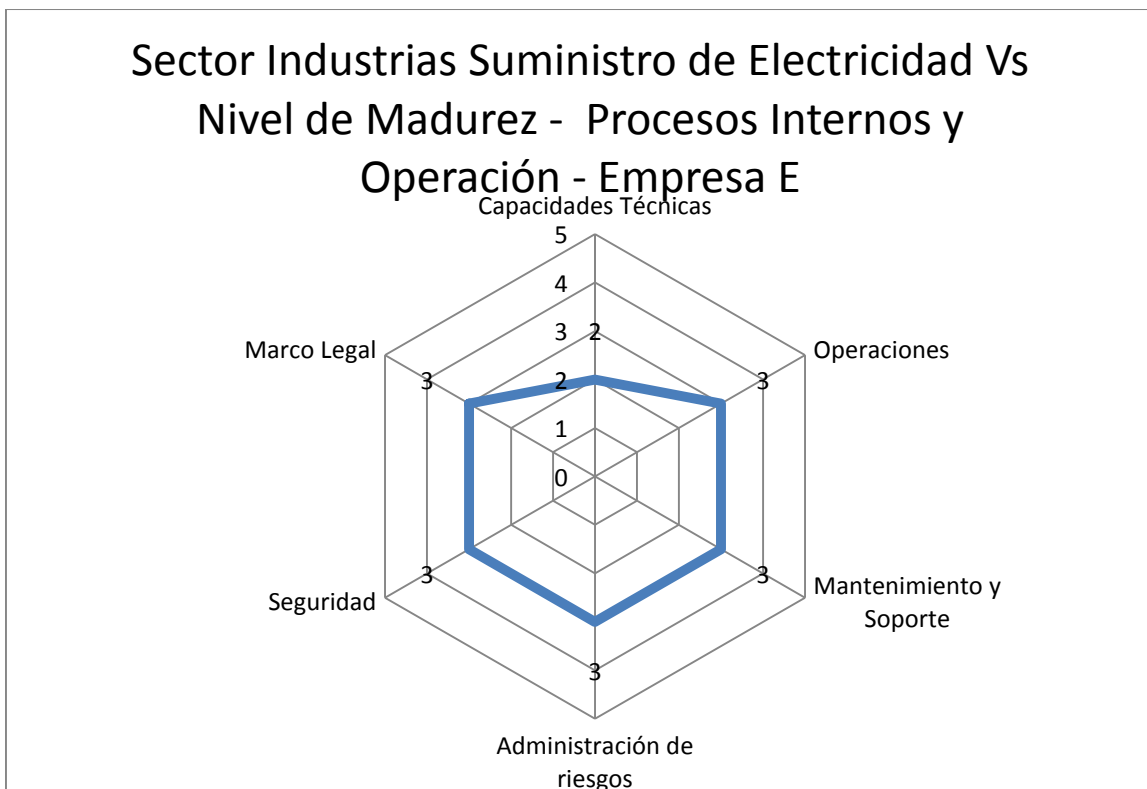 Sector Industrias Suministro de Electricidad Vs
Nivel de Madurez -  Procesos Internos y
Operación - Empresa E
Capacidades Técnicas
5
4
3 2
2
1
0
Marco Legal
3
Operaciones
3
Seguridad
3
Mantenimiento y
Soporte
3
3
Administración de
riesgos